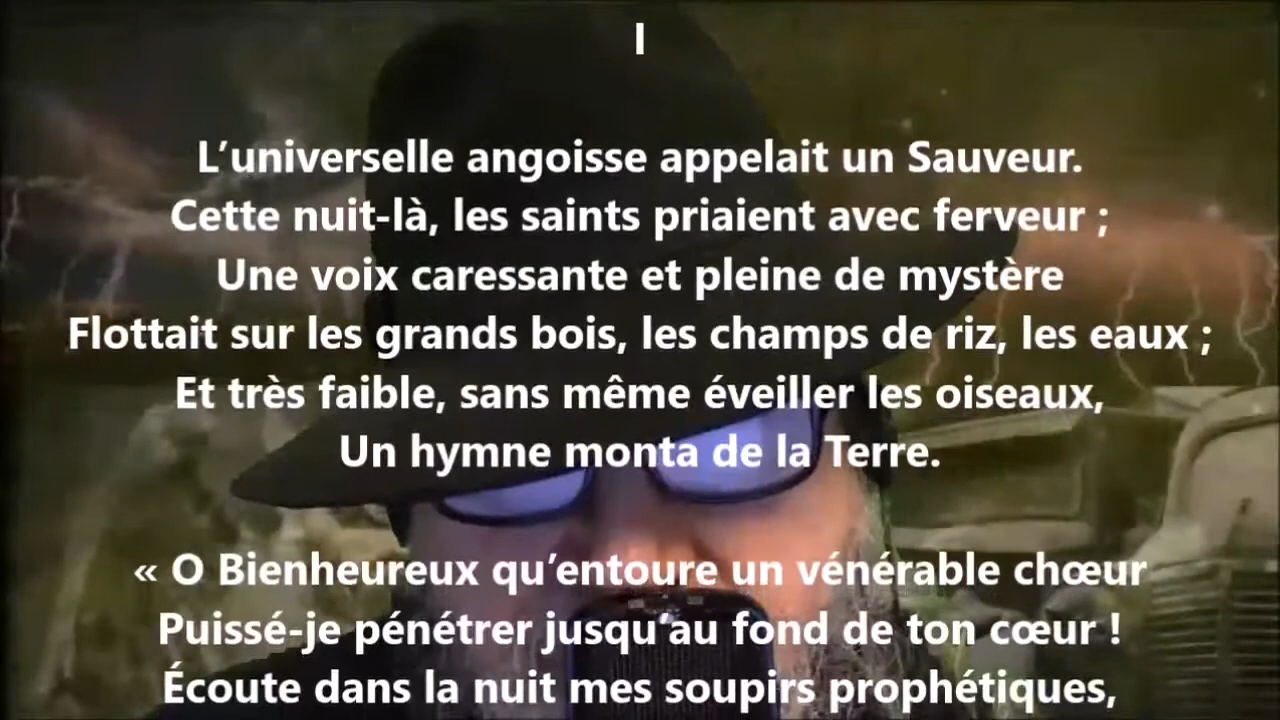 I
L’universelle angoisse appelait un Sauveur.
Cette nuit-là, les saints priaient avec ferveur ;
Une voix caressante et pleine de mystère
Flottait sur les grands bois, les champs de riz, les eaux ;
Et très faible, sans même éveiller les oiseaux,
Un hymne monta de la Terre.
« O Bienheureux qu’entoure un vénérable chœur
Puissé-je pénétrer jusqu’au fond de ton cœur !
Écoute dans la nuit mes soupirs prophétiques,